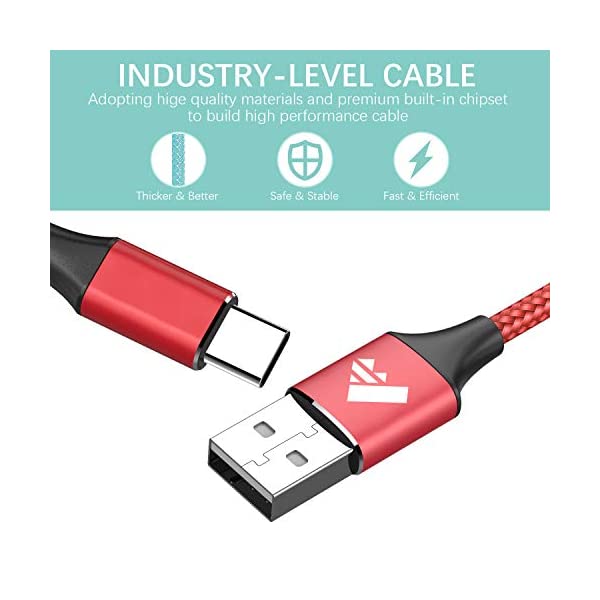 INDUSTRY-LEVEL CABLE
Adopting hige quality materials and premium built-in chipset
to build high performance cable
Thicker & Better
Safe & Stable
Fast & Efficient